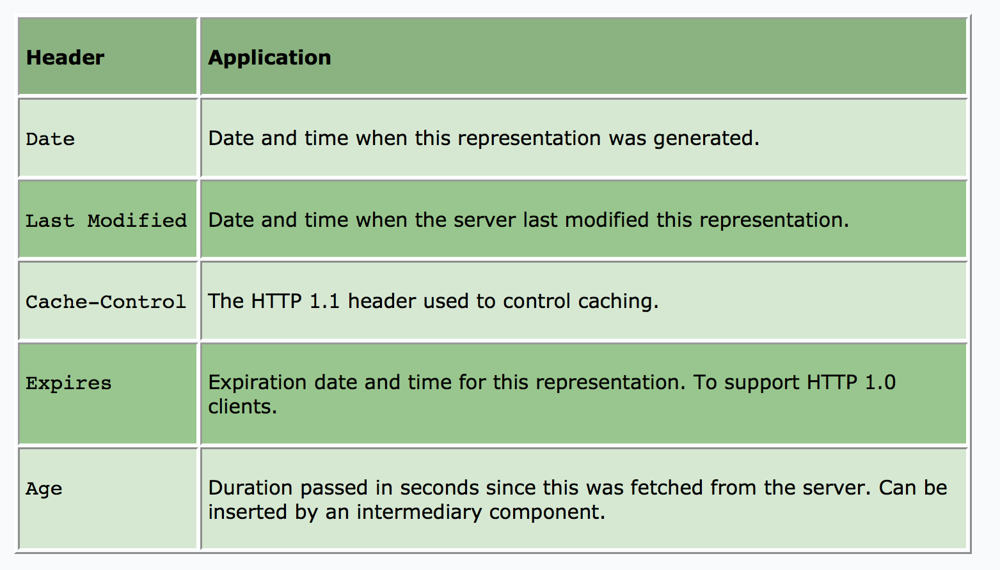 Header
Application
Date
Date and time when this representation was generated.
Last Modified
Date and time when the server last modified this representation.
Cache-Control
The HTTP 1.1 header used to control caching.
Expires
Expiration date and time for this representation. To support HTTP 1.0
clients.
Age
Duration passed in seconds since this was fetched from the server. Can be
inserted by an intermediary component.